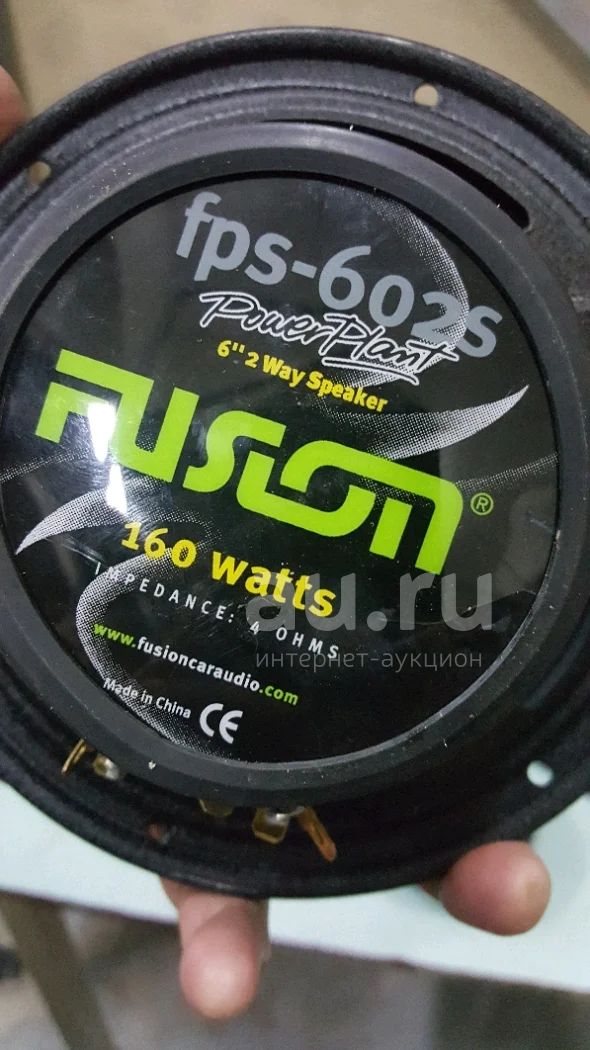 fps-602s
PowerPlant
6" 2 Way Speaker
FUSION®
160 watts
IMPEDANCE: 4 OHMS
www.fusioncaraudio.com
Made in China CE
au.ru
интернет-аукцион